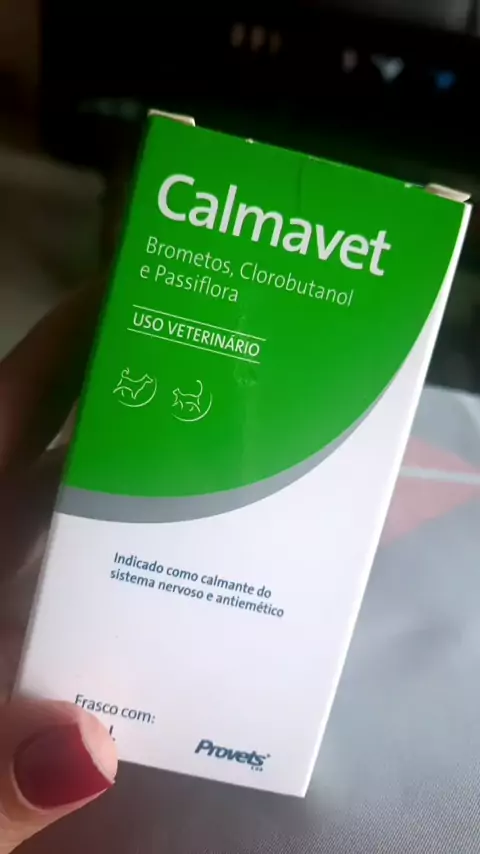 Calmavet
Brometos, Clorobutanol
e Passiflora
USO VETERINÁRIO
Indicado como calmante do
sistema nervoso e antiemético
Frasco com:
Provets